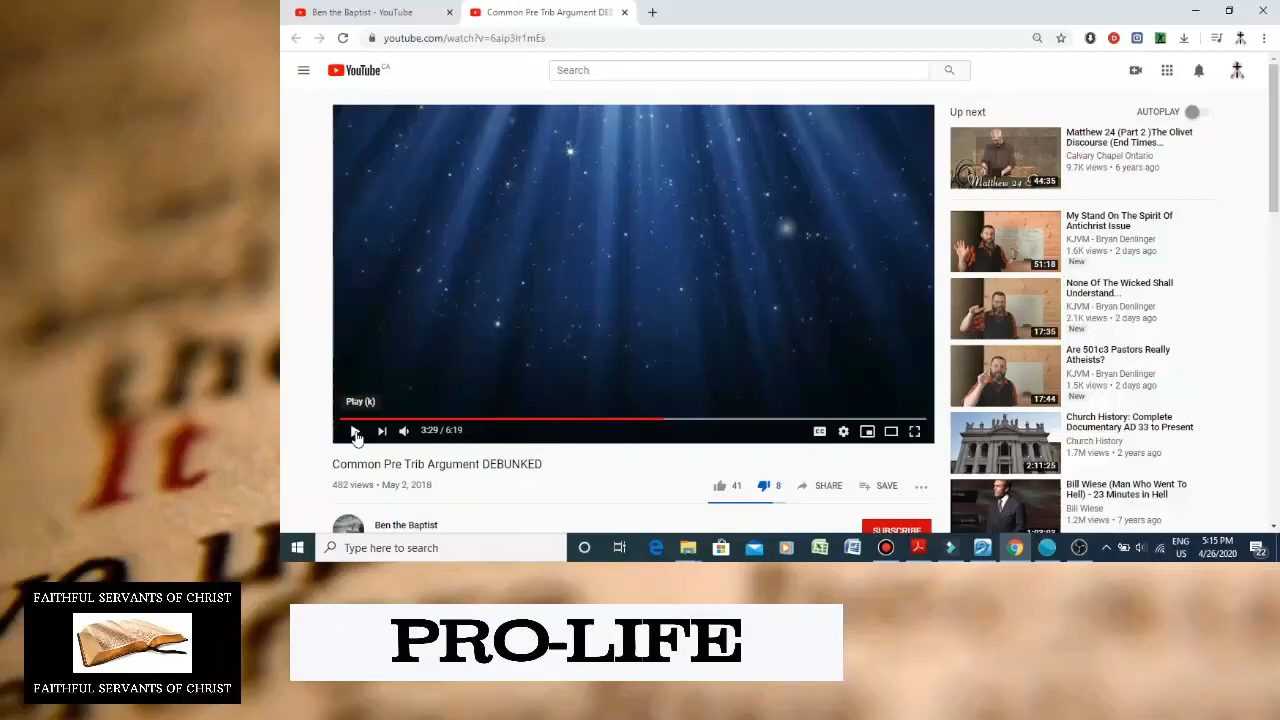 Ben the Baptist - YouTube
Common Pre Trib Argument DEB
youtube.com/watch?v=6aIp3Ir1mEs
YouTube CA
Search
Up next
AUTOPLAY
Matthew 24 (Part 2 )The Olivet
Discourse (End Times...
Calvary Chapel Ontario
9.7K views • 6 years ago
Matthew 24
44:35
My Stand On The Spirit Of
Antichrist Issue
KJVM - Bryan Denlinger
1.6K views • 2 days ago
New
51:18
None Of The Wicked Shall
Understand...
KJVM - Bryan Denlinger
2.1K views • 2 days ago
New
17:35
Are 501c3 Pastors Really
Atheists?
KJVM - Bryan Denlinger
1.5K views • 2 days ago
New
17:44
Church History: Complete
Documentary AD 33 to Present
Church History
1.7M views • 2 years ago
2:11:25
Bill Wiese (Man Who Went To
Hell) - 23 Minutes in Hell
Bill Wiese
1.2M views • 7 years ago
Play (k)
3:29 / 6:19
CC
Common Pre Trib Argument DEBUNKED
482 views • May 2, 2018
41
8
SHARE
SAVE
Ben the Baptist
SUBSCRIBE
Type here to search
ENG
US
5:15 PM
4/26/2020
22
It
FAITHFUL SERVANTS OF CHRIST
FAITHFUL SERVANTS OF CHRIST
PRO-LIFE